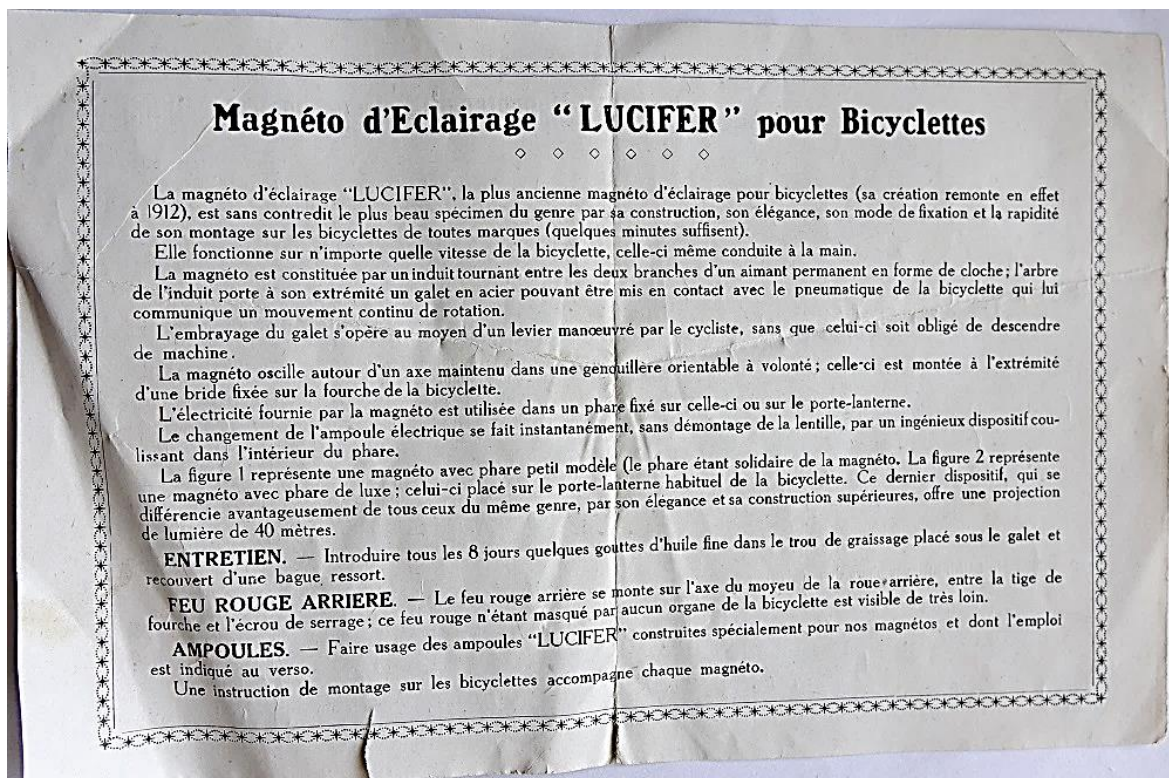 Magnéto d'Eclairage "LUCIFER" pour Bicyclettes
La magnéto d'éclairage "LUCIFER", la plus ancienne magnéto d'éclairage pour bicyclettes (sa création remonte en effet
à 1912), est sans contredit le plus beau spécimen du genre par sa construction, son élégance, son mode de fixation et la rapidité
de son montage sur les bicyclettes de toutes marques (quelques minutes suffisent).
Elle fonctionne sur n'importe quelle vitesse de la bicyclette, celle-ci même conduite à la main.
La magnéto est constituée par un induit tournant entre les deux branches d'un aimant permanent en forme de cloche; l'arbre
de l'induit porte à son extrémité un galet en acier pouvant être mis en contact avec le pneumatique de la bicyclette qui lui
communique un mouvement continu de rotation.
L'embrayage du galet s'opère au moyen d'un levier manœuvré par le cycliste, sans que celui-ci soit obligé de descendre
de machine.
La magnéto oscille autour d'un axe maintenu dans une genouillère orientable à volonté; celle-ci est montée à l'extrémité
d'une bride fixée sur la fourche de la bicyclette.
L'électricité fournie par la magnéto est utilisée dans un phare fixé sur celle-ci ou sur le porte-lanterne.
Le changement de l'ampoule électrique se fait instantanément, sans démontage de la lentille, par un ingénieux dispositif cou-
lissant dans l'intérieur du phare.
La figure 1 représente une magnéto avec phare petit modèle (le phare étant solidaire de la magnéto. La figure 2 représente
une magnéto avec phare de luxe; celui-ci placé sur le porte-lanterne habituel de la bicyclette. Ce dernier dispositif, qui se
différencie avantageusement de tous ceux du même genre, par son élégance et sa construction supérieures, offre une projection
de lumière de 40 mètres.
ENTRETIEN. — Introduire tous les 8 jours quelques gouttes d'huile fine dans le trou de graissage placé sous le galet et
recouvert d'une bague ressort.
FEU ROUGE ARRIERE. — Le feu rouge arrière se monte sur l'axe du moyeu de la roue arrière, entre la tige de
fourche et l'écrou de serrage; ce feu rouge n'étant masqué par aucun organe de la bicyclette est visible de très loin.
AMPOULES. — Faire usage des ampoules "LUCIFER" construites spécialement pour nos magnétos et dont l'emploi
est indiqué au verso.
Une instruction de montage sur les bicyclettes accompagne chaque magnéto.